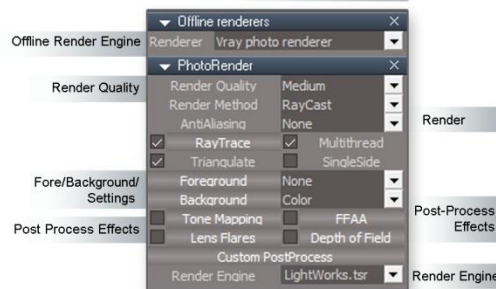 Offline renderers
Offline Render Engine Renderer Vray photo renderer
PhotoRender
Render Quality Render Quality Medium
Render Method RayCast
AntiAliasing None Render
RayTrace Multithread
Triangulate SingleSide
Fore/Background/ Foreground None
Settings Background Color
Post-Process
Tone Mapping FFAA
Effects
Post Process Effects Lens Flares Depth of Field
Custom PostProcess
Render Engine LightWorks.tsr Render Engine